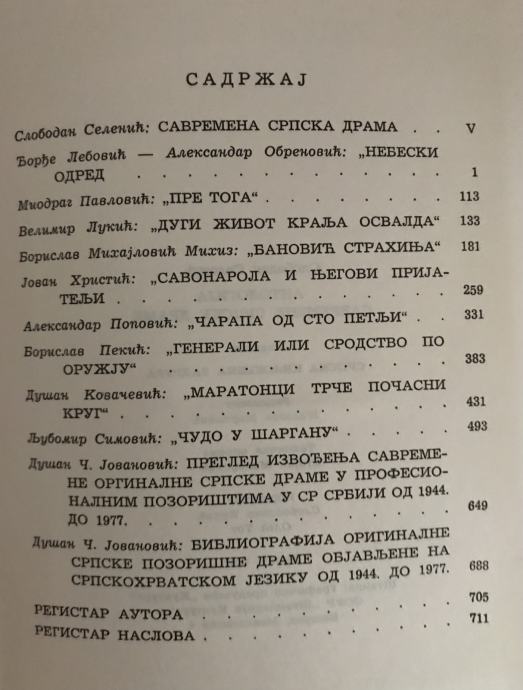 САДРЖАЈ
Слободан Селенић: САВРЕМЕНА СРПСКА ДРАМА . . V
Ђорђе Лебовић — Александар Обреновић: „НЕБЕСКИ
ОДРЕД . . . . . . . . . . . . . 1
Миодраг Павловић: „ПРЕ ТОГА“ . . . . . . . 113
Велимир Лукић: „ДУГИ ЖИВОТ КРАЉА ОСВАЛДА“ 133
Борислав Михајловић Михиз: „БАНОВИЋ СТРАХИЊА“ 181
Јован Христић: „САВОНАРОЛА И ЊЕГОВИ ПРИЈА-
ТЕЉИ . . . . . . . . . . . . . 259
Александар Поповић: „ЧАРАПА ОД СТО ПЕТЉИ“ . . 331
Борислав Пекић: „ГЕНЕРАЛИ ИЛИ СРОДСТВО ПО
ОРУЖЈУ“ . . . . . . . . . . . . 383
Душан Ковачевић: „МАРАТОНЦИ ТРЧЕ ПОЧАСНИ
КРУГ“ . . . . . . . . . . . . . 431
Љубомир Симовић: „ЧУДО У ШАРГАНУ“ . . . . . 493
Душан Ч. Јовановић: ПРЕГЛЕД ИЗВОЂЕЊА САВРЕМЕ-
НЕ ОРГИНАЛНЕ СРПСКЕ ДРАМЕ У ПРОФЕСИО-
НАЛНИМ ПОЗОРИШТИМА У СР СРБИЈИ ОД 1944.
ДО 1977. . . . . . . . . . . . . 649
Душан Ч. Јовановић: БИБЛИОГРАФИЈА ОРИГИНАЛНЕ
СРПСКЕ ПОЗОРИШНЕ ДРАМЕ ОБЈАВЉЕНЕ НА
СРПСКОХРВАТСКОМ ЈЕЗИКУ ОД 1944. ДО 1977. 688
РЕГИСТАР АУТОРА . . . . . . . . . . 705
РЕГИСТАР НАСЛОВА . . . . . . . . . . 711